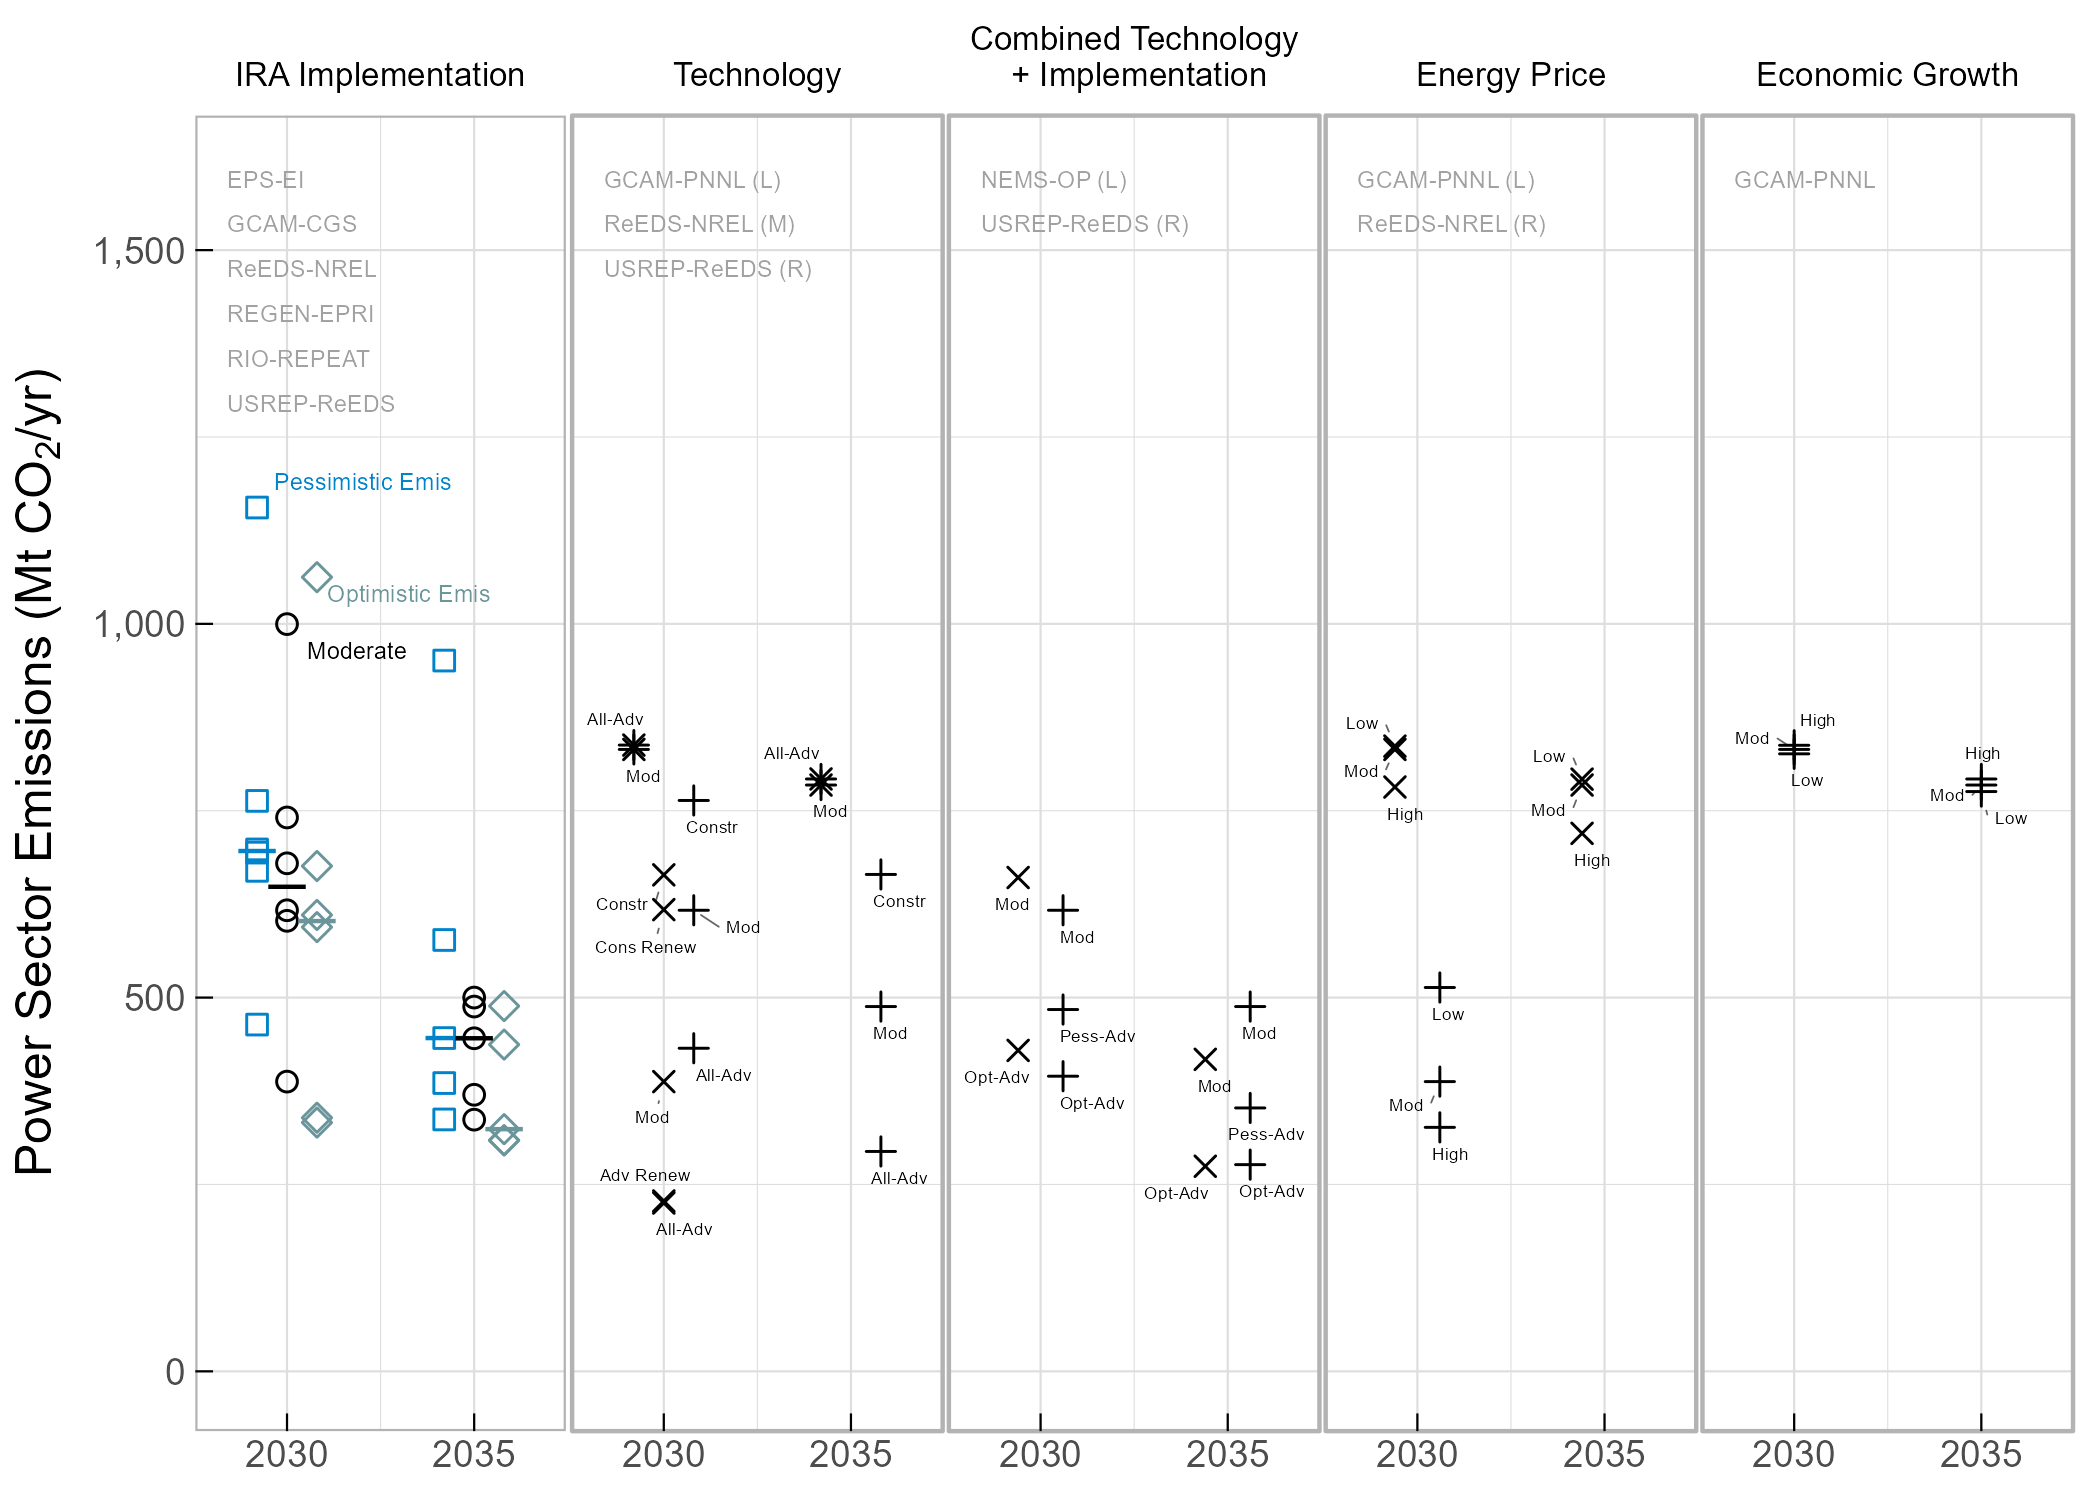 Combined Technology
IRA Implementation
Technology
+ Implementation
Energy Price
Economic Growth
Power Sector Emissions (Mt CO2/yr)
1,500
1,000
500
0
EPS-EI
GCAM-CGS
ReEDS-NREL
REGEN-EPRI
RIO-REPEAT
USREP-ReEDS
Pessimistic Emis
Optimistic Emis
Moderate
2030
2035
GCAM-PNNL (L)
ReEDS-NREL (M)
USREP-ReEDS (R)
All-Adv
Mod
All-Adv
Mod
Constr
Constr
Constr
Mod
Cons Renew
Mod
All-Adv
Mod
Adv Renew
All-Adv
All-Adv
2030
2035
NEMS-OP (L)
USREP-ReEDS (R)
Mod
Mod
Pess-Adv
Mod
Opt-Adv
Mod
Opt-Adv
Pess-Adv
Opt-Adv
Opt-Adv
2030
2035
GCAM-PNNL (L)
ReEDS-NREL (R)
Low
Mod
High
Low
Mod
High
Low
Mod
High
2030
2035
GCAM-PNNL
High
Mod
Low
High
Mod
Low
2030
2035